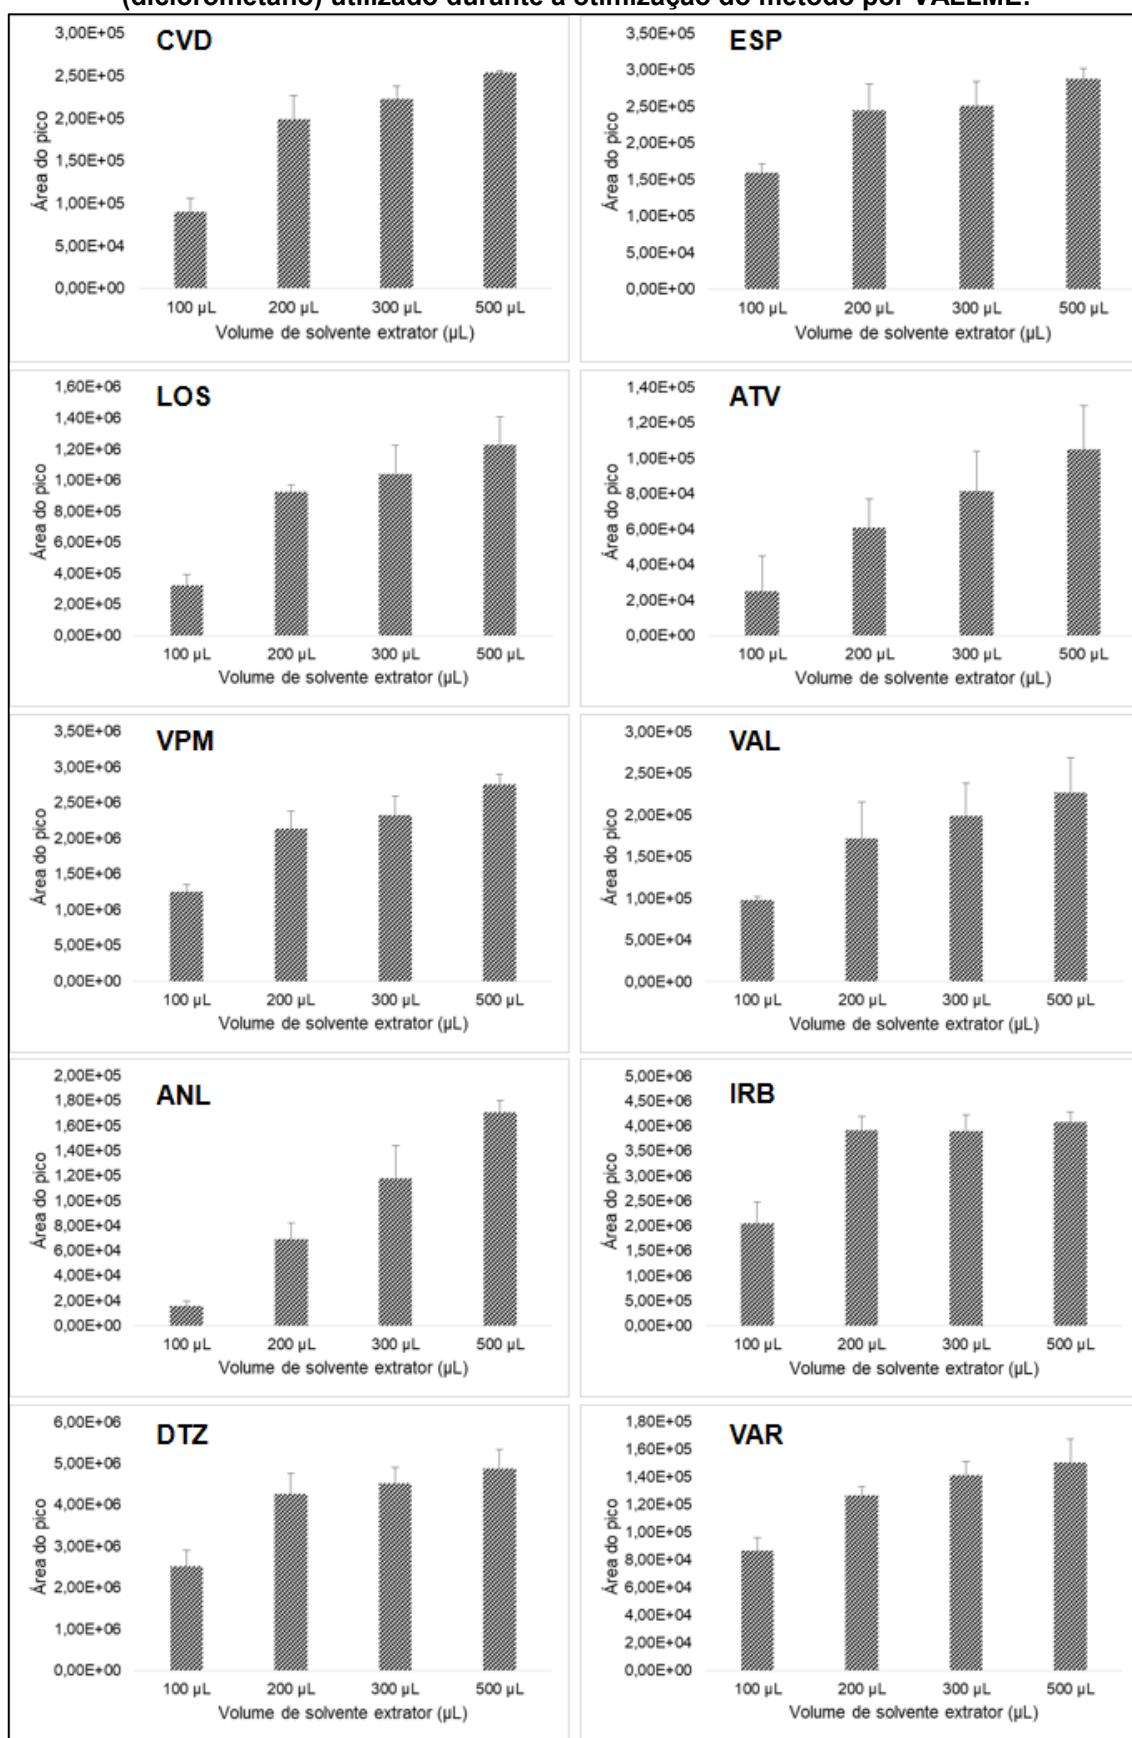 (diclorometano) utilizado durante a otimização do método por VALLME.
CVD
3,00E+05
2,50E+05
2,00E+05
1,50E+05
1,00E+05
5,00E+04
0,00E+00
Área do pico
100 µL 200 µL 300 µL 500 µL
Volume de solvente extrator (µL)
ESP
3,50E+05
3,00E+05
2,50E+05
2,00E+05
1,50E+05
1,00E+05
5,00E+04
0,00E+00
Área do pico
100 µL 200 µL 300 µL 500 µL
Volume de solvente extrator (µL)
LOS
1,60E+06
1,40E+06
1,20E+06
1,00E+06
8,00E+05
6,00E+05
4,00E+05
2,00E+05
0,00E+00
Área do pico
100 µL 200 µL 300 µL 500 µL
Volume de solvente extrator (µL)
ATV
1,40E+05
1,20E+05
1,00E+05
8,00E+04
6,00E+04
4,00E+04
2,00E+04
0,00E+00
Área do pico
100 µL 200 µL 300 µL 500 µL
Volume de solvente extrator (µL)
VPM
3,50E+06
3,00E+06
2,50E+06
2,00E+06
1,50E+06
1,00E+06
5,00E+05
0,00E+00
Área do pico
100 µL 200 µL 300 µL 500 µL
Volume de solvente extrator (µL)
VAL
3,00E+05
2,50E+05
2,00E+05
1,50E+05
1,00E+05
5,00E+04
0,00E+00
Área do pico
100 µL 200 µL 300 µL 500 µL
Volume de solvente extrator (µL)
ANL
2,00E+05
1,80E+05
1,60E+05
1,40E+05
1,20E+05
1,00E+05
8,00E+04
6,00E+04
4,00E+04
2,00E+04
0,00E+00
Área do pico
100 µL 200 µL 300 µL 500 µL
Volume de solvente extrator (µL)
IRB
5,00E+06
4,50E+06
4,00E+06
3,50E+06
3,00E+06
2,50E+06
2,00E+06
1,50E+06
1,00E+06
5,00E+05
0,00E+00
Área do pico
100 µL 200 µL 300 µL 500 µL
Volume de solvente extrator (µL)
DTZ
6,00E+06
5,00E+06
4,00E+06
3,00E+06
2,00E+06
1,00E+06
0,00E+00
Área do pico
100 µL 200 µL 300 µL 500 µL
Volume de solvente extrator (µL)
VAR
1,80E+05
1,60E+05
1,40E+05
1,20E+05
1,00E+05
8,00E+04
6,00E+04
4,00E+04
2,00E+04
0,00E+00
Área do pico
100 µL 200 µL 300 µL 500 µL
Volume de solvente extrator (µL)